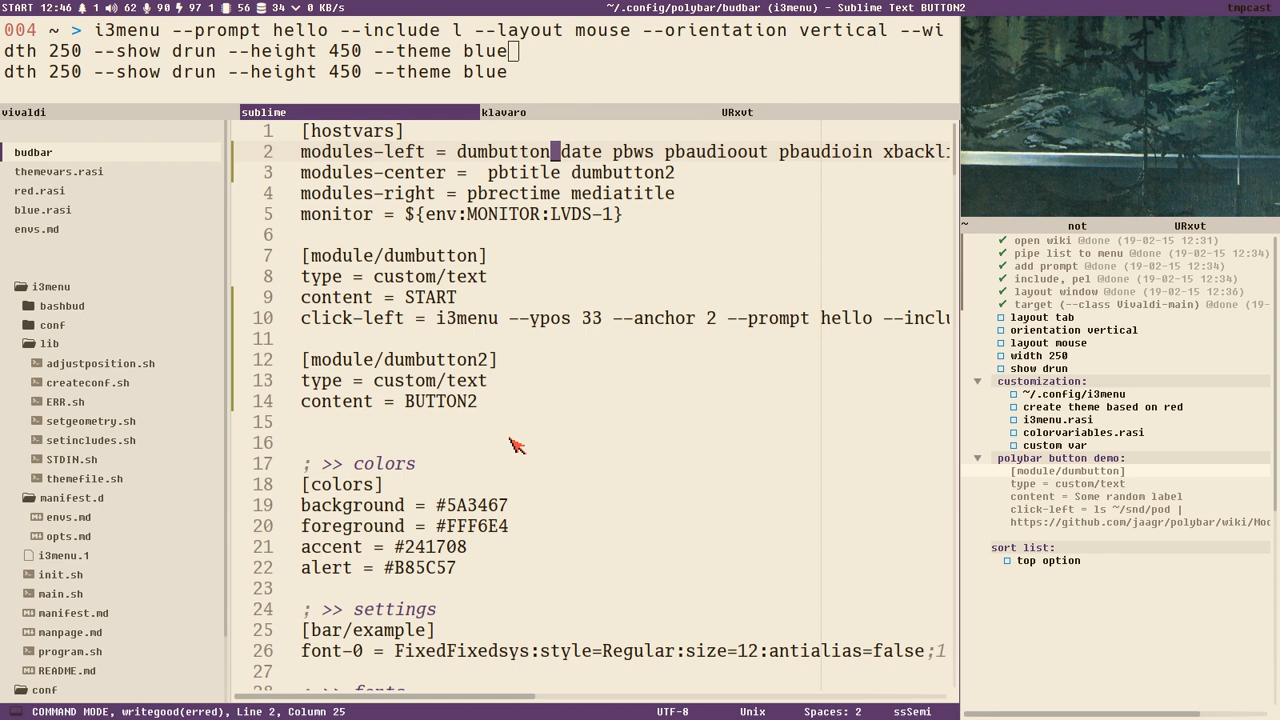 START 12:46 1 62 90 97 1 56 34 0 KB/s
~/.config/polybar/budbar (i3menu) - Sublime Text BUTTON2
tmpcast
004 ~ > i3menu --prompt hello --include l --layout mouse --orientation vertical --wi
dth 250 --show drun --height 450 --theme blue
dth 250 --show drun --height 450 --theme blue
vivaldi
sublime
klavaro
URxvt
budbar
themevars.rasi
red.rasi
blue.rasi
envs.md
i3menu
bashbud
conf
lib
adjustposition.sh
createconf.sh
ERR.sh
setgeometry.sh
setincludes.sh
STDIN.sh
themefile.sh
manifest.d
envs.md
opts.md
i3menu.1
init.sh
main.sh
manifest.md
manpage.md
program.sh
README.md
conf
1 [hostvars]
2 modules-left = dumbutton date pbws pbaudioout pbaudioin xbackli
3 modules-center =  pbtitle dumbutton2
4 modules-right = pbrectime mediatitle
5 monitor = ${env:MONITOR:LVDS-1}
6
7 [module/dumbutton]
8 type = custom/text
9 content = START
10 click-left = i3menu --ypos 33 --anchor 2 --prompt hello --inclu
11
12 [module/dumbutton2]
13 type = custom/text
14 content = BUTTON2
15
16
17 ; >> colors
18 [colors]
19 background = #5A3467
20 foreground = #FFF6E4
21 accent = #241708
22 alert = #B85C57
23
24 ; >> settings
25 [bar/example]
26 font-0 = FixedFixedsys:style=Regular:size=12:antialias=false;1
27
28 ; >> fonts
~
not
URxvt
✔ open wiki @done (19-02-15 12:31)
✔ pipe list to menu @done (19-02-15 12:34)
✔ add prompt @done (19-02-15 12:34)
✔ include, pel @done (19-02-15 12:34)
✔ layout window @done (19-02-15 12:36)
✔ target (--class Vivaldi-main) @done (19-
layout tab
orientation vertical
layout mouse
width 250
show drun
customization:
~/.config/i3menu
create theme based on red
i3menu.rasi
colorvariables.rasi
custom var
polybar button demo:
[module/dumbutton]
type = custom/text
content = Some random label
click-left = ls ~/snd/pod |
https://github.com/jaagr/polybar/wiki/Mod
sort list:
top option
COMMAND MODE, writegood(erred), Line 2, Column 25
UTF-8
Unix
Spaces: 2
ssSemi